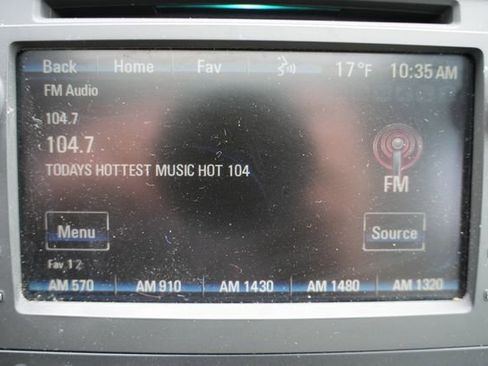 Back Home Fav 17°F 10:35 AM
FM Audio
104.7
104.7
TODAYS HOTTEST MUSIC HOT 104
FM
Menu Source
Fav 1 2
AM 570 AM 910 AM 1430 AM 1480 AM 1320